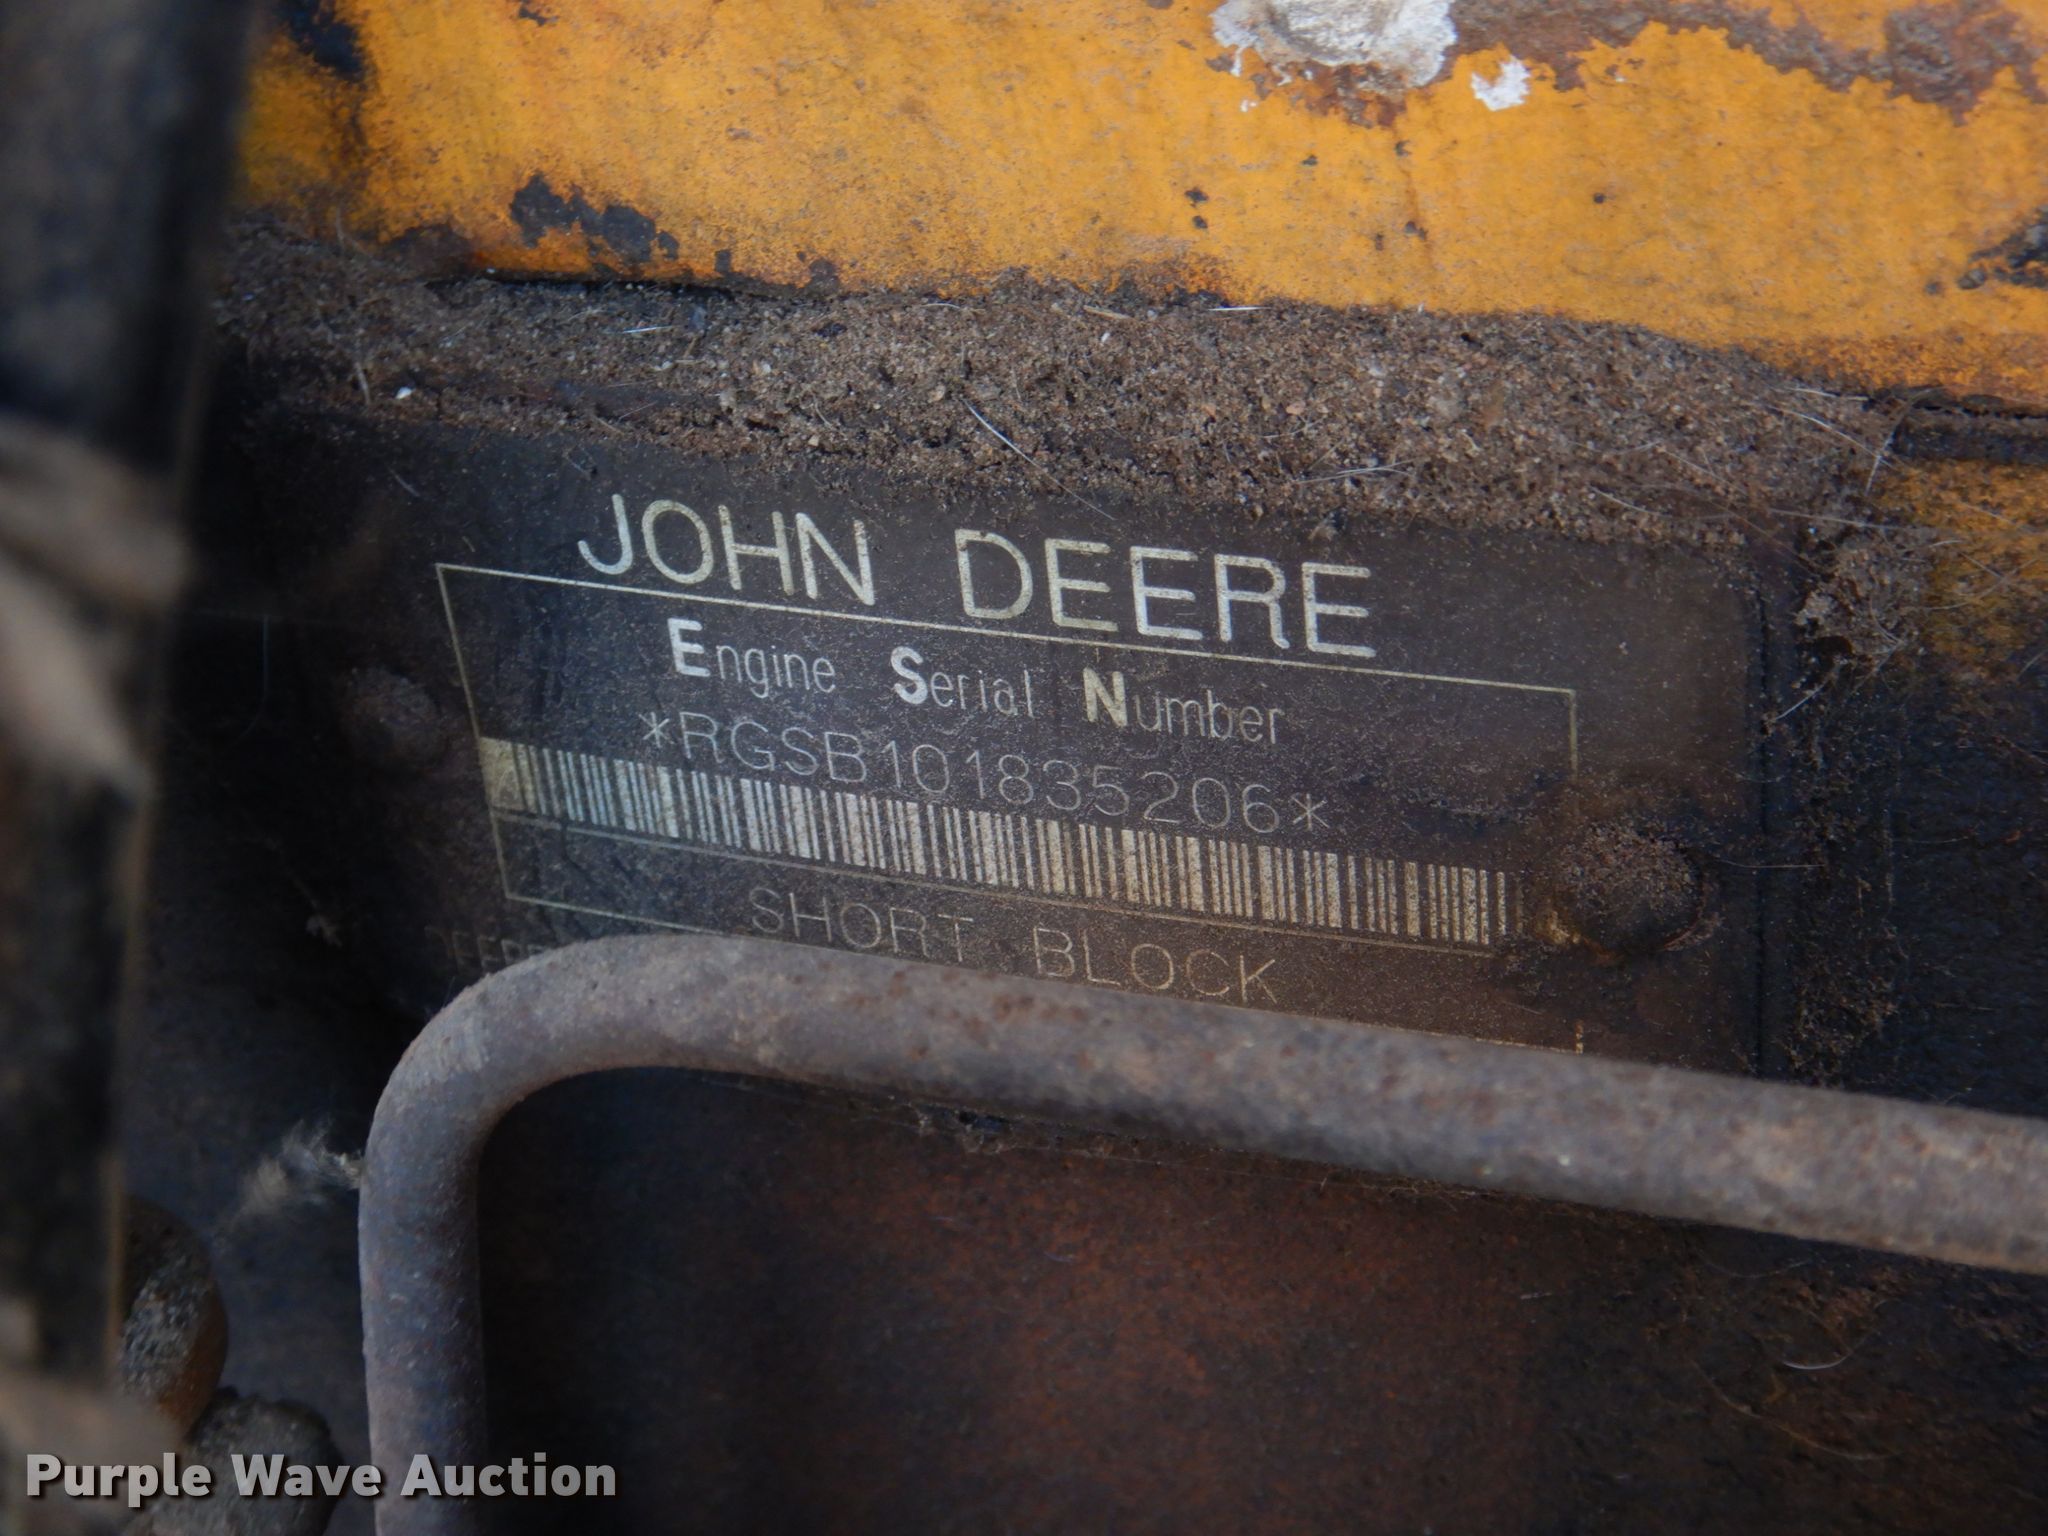 JOHN DEERE
Engine Serial Number
*RGSB101835206*
SHORT BLOCK
Purple Wave Auction